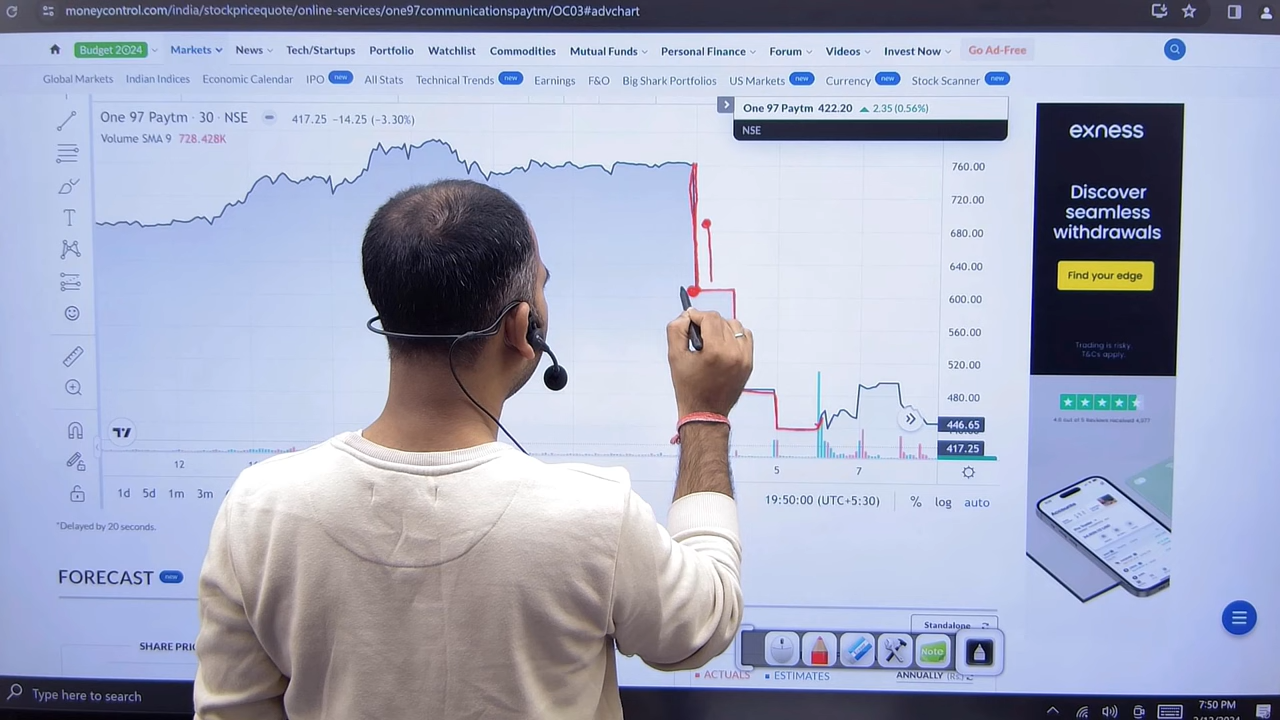 moneycontrol.com/india/stockpricequote/online-services/one97communicationspaytm/OC03#advchart
Budget 2024 Markets News Tech/Startups Portfolio Watchlist Commodities Mutual Funds Personal Finance Forum Videos Invest Now Go Ad-Free
Global Markets Indian Indices Economic Calendar IPO new All Stats Technical Trends new Earnings F&O Big Shark Portfolios US Markets new Currency new Stock Scanner new
One 97 Paytm 422.20 2.35 (0.56%)
NSE
One 97 Paytm · 30 · NSE 417.25 −14.25 (−3.30%)
Volume SMA 9 728.428K
760.00
720.00
680.00
640.00
600.00
560.00
520.00
480.00
446.65
417.25
12
5 7
1d 5d 1m 3m
19:50:00 (UTC+5:30) % log auto
*Delayed by 20 seconds.
FORECAST new
Standalone
SHARE
Note
ACTUALS ESTIMATES ANNUALLY
exness
Discover
seamless
withdrawals
Find your edge
Trading is risky.
T&Cs apply.
Type here to search
7:50 PM